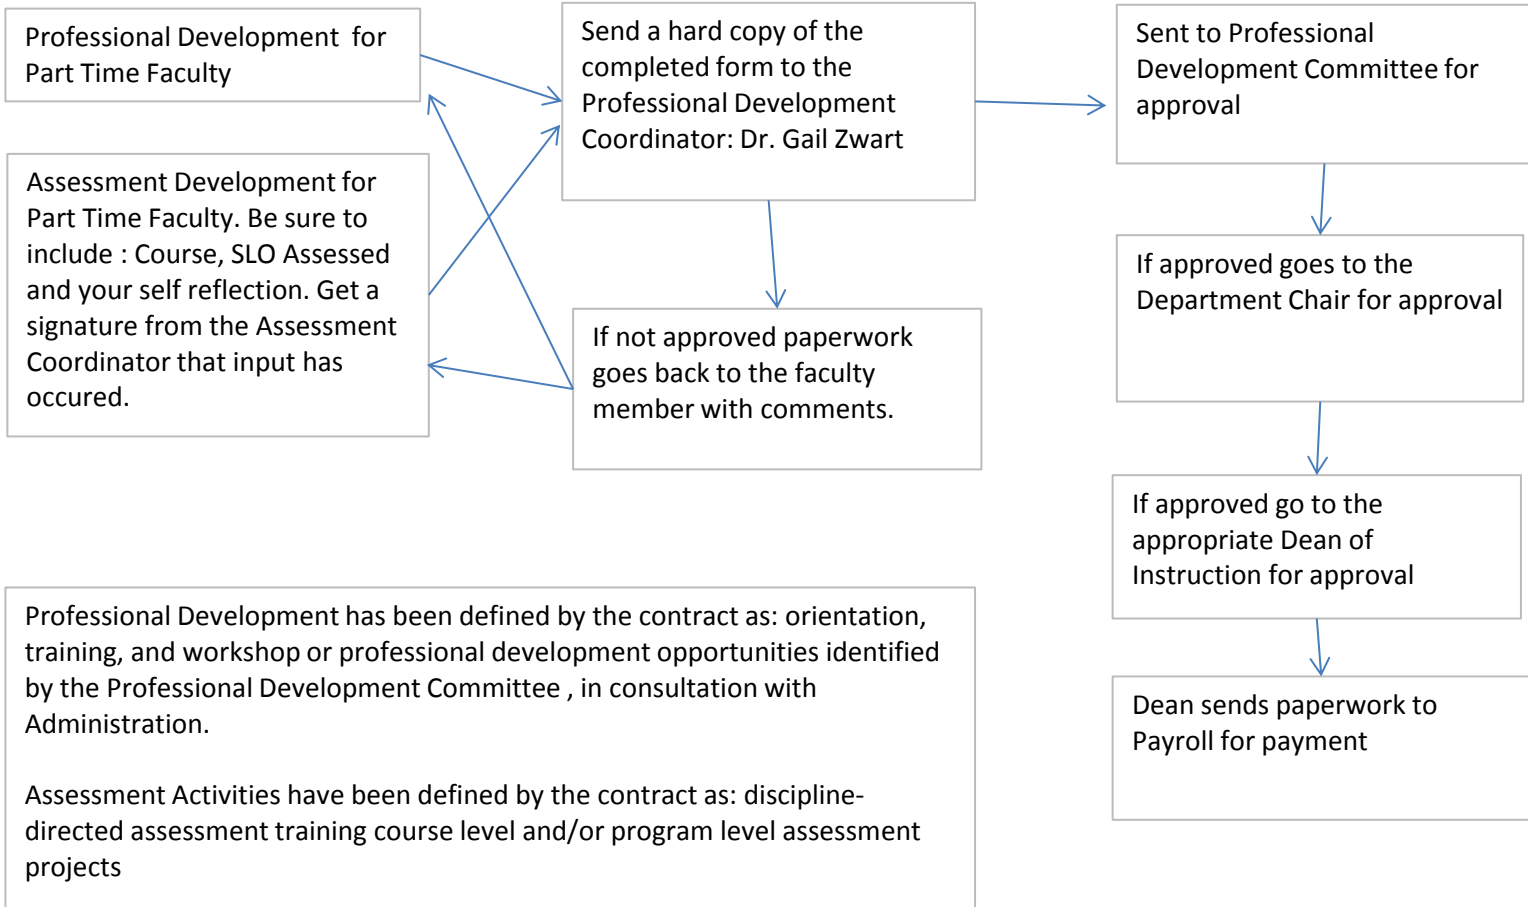 Professional Development  for
Part Time Faculty
Assessment Development for
Part Time Faculty. Be sure to
include : Course, SLO Assessed
and your self reflection. Get a
signature from the Assessment
Coordinator that input has
occured.
Send a hard copy of the
completed form to the
Professional Development
Coordinator: Dr. Gail Zwart
If not approved paperwork
goes back to the faculty
member with comments.
Sent to Professional
Development Committee for
approval
If approved goes to the
Department Chair for approval
If approved go to the
appropriate Dean of
Instruction for approval
Dean sends paperwork to
Payroll for payment
Professional Development has been defined by the contract as: orientation,
training, and workshop or professional development opportunities identified
by the Professional Development Committee , in consultation with
Administration.
Assessment Activities have been defined by the contract as: discipline-
directed assessment training course level and/or program level assessment
projects